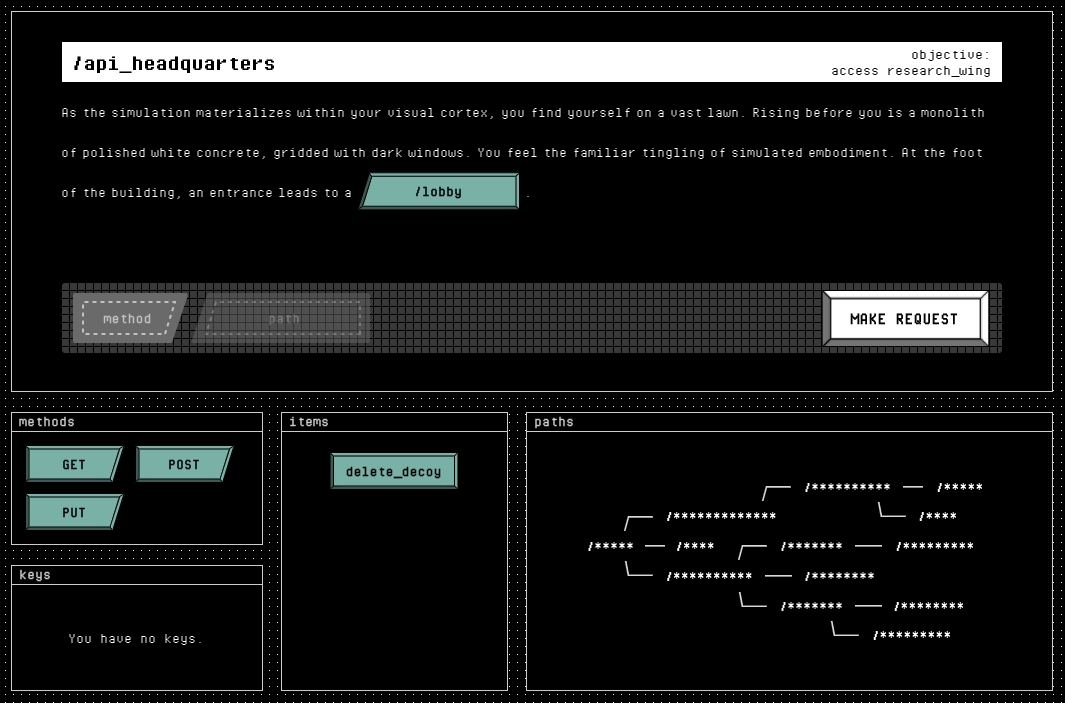 /api_headquarters
objective:
access research_wing
As the simulation materializes within your visual cortex, you find yourself on a vast lawn. Rising before you is a monolith
of polished white concrete, gridded with dark windows. You feel the familiar tingling of simulated embodiment. At the foot
of the building, an entrance leads to a /lobby .
method path MAKE REQUEST
methods
GET POST
PUT
keys
You have no keys.
items
delete_decoy
paths
/********** /*****
/************* /****
/***** /**** /******* /*********
/********** /********
/******* /********
/*********